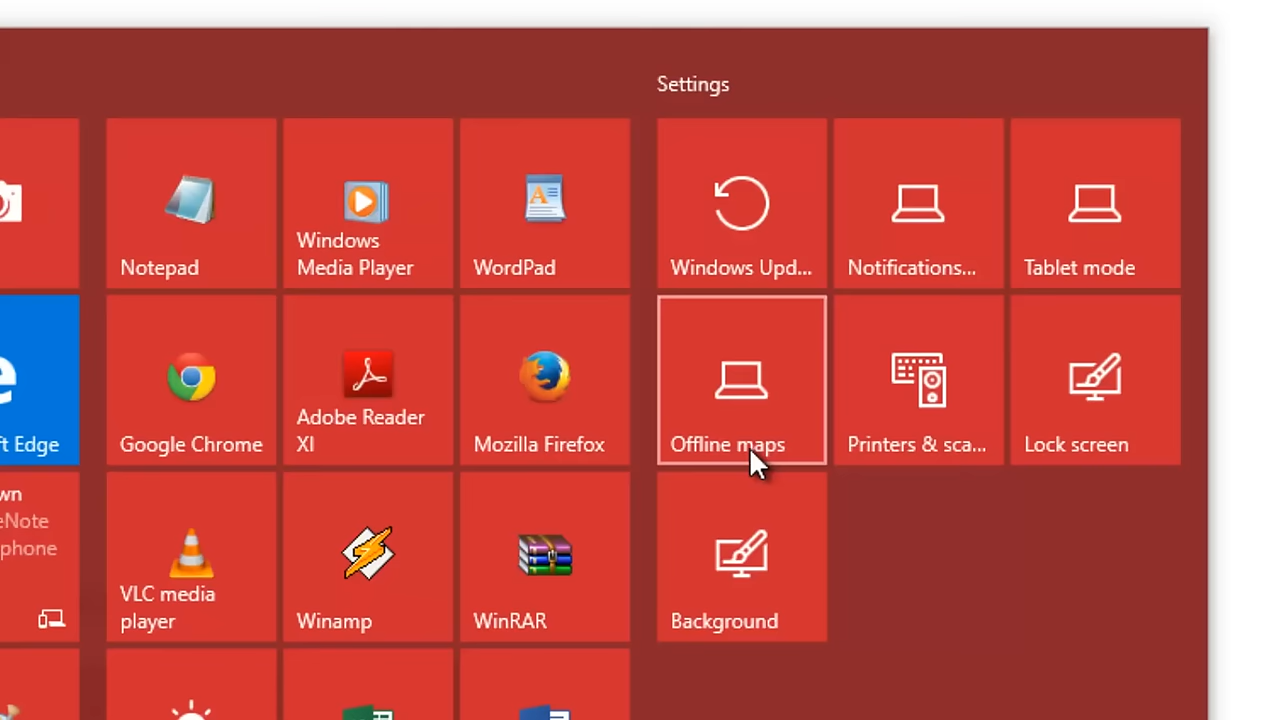 Settings
Notepad
Windows
Media Player
WordPad
Windows Upd...
Notifications...
Tablet mode
ft Edge
Google Chrome
Adobe Reader
XI
Mozilla Firefox
Offline maps
Printers & sca...
Lock screen
wn
eNote
phone
VLC media
player
Winamp
WinRAR
Background